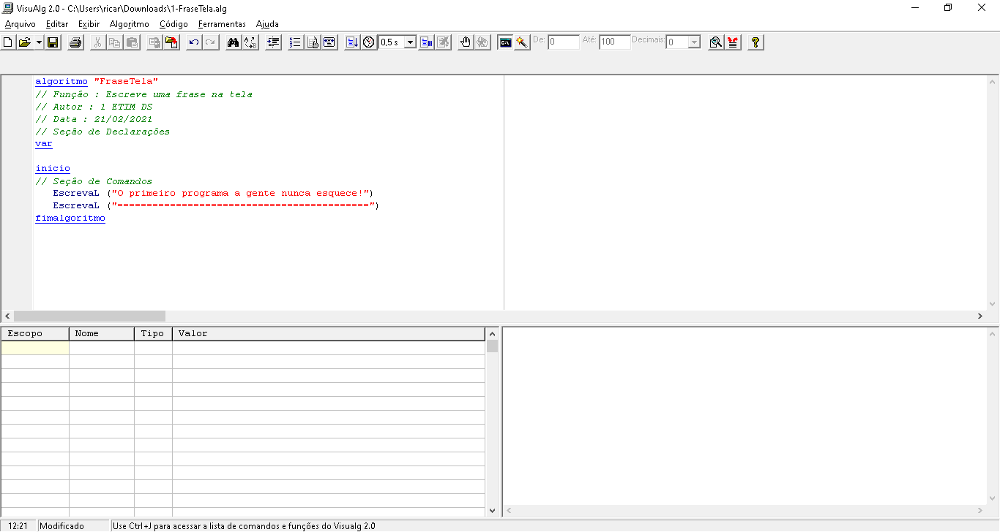 VisuAlg 2.0 - C:\Users\ricar\Downloads\1-FraseTela.alg
Arquivo Editar Exibir Algoritmo Código Ferramentas Ajuda
0,5 s De: 0 Até: 100 Decimais: 0
algoritmo "FraseTela"
// Função : Escreve uma frase na tela
// Autor : 1 ETIM DS
// Data : 21/02/2021
// Seção de Declarações
var
inicio
// Seção de Comandos
EscrevaL ("O primeiro programa a gente nunca esquece!")
EscrevaL ("===========================================")
fimalgoritmo
Escopo Nome Tipo Valor
12:21 Modificado Use Ctrl+J para acessar a lista de comandos e funções do Visualg 2.0